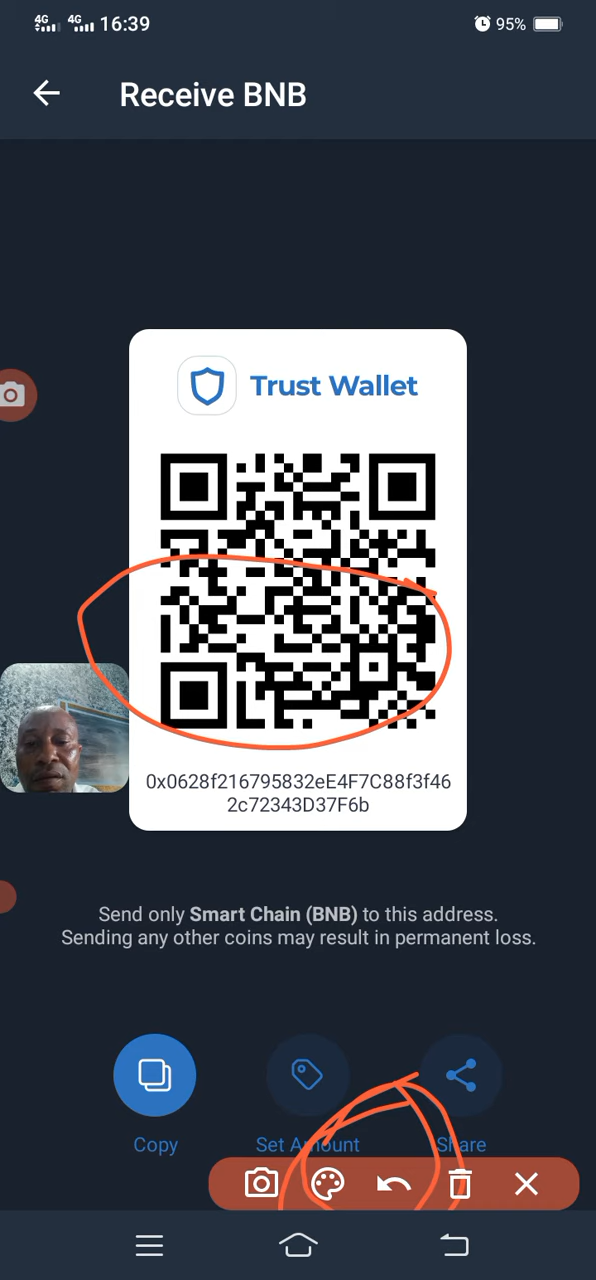 4G 4G 16:39 95%
Receive BNB
Trust Wallet
0x0628f216795832eE4F7C88f3f46
2c72343D37F6b
Send only Smart Chain (BNB) to this address.
Sending any other coins may result in permanent loss.
Copy Set Amount Share